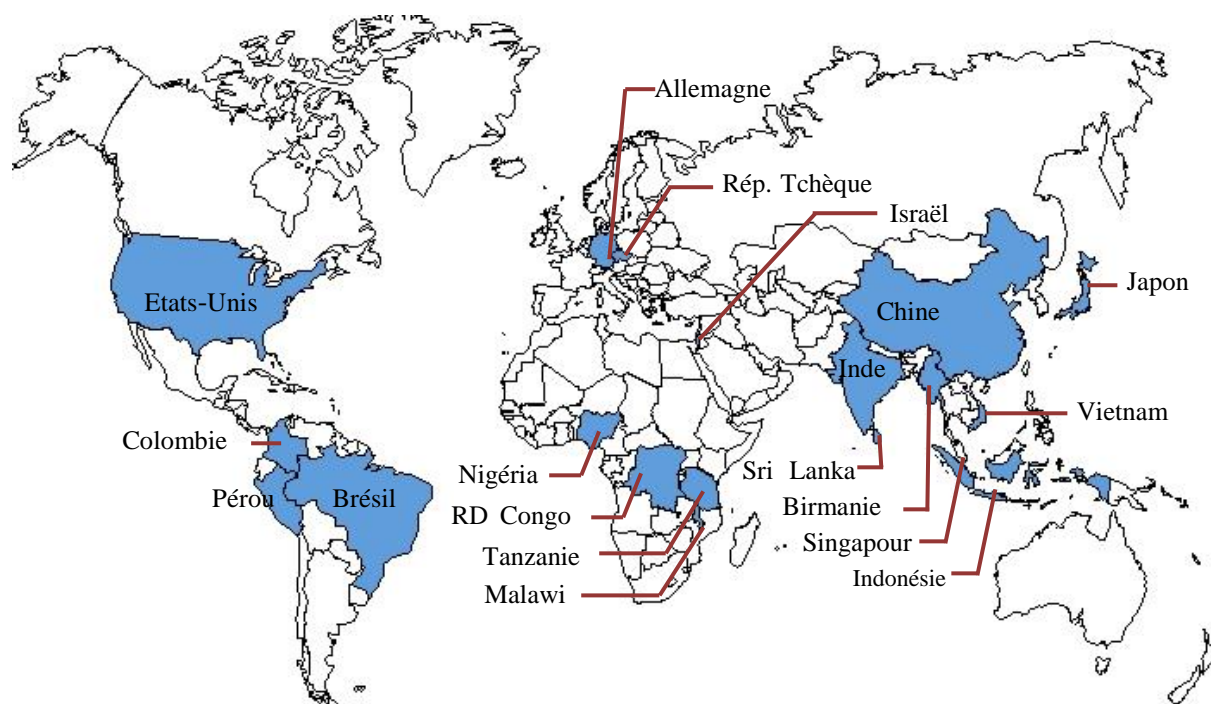 Allemagne
Rép. Tchèque
Israël
Japon
Etats-Unis
Chine
Inde
Vietnam
Colombie
Nigéria
Sri Lanka
Pérou
Brésil
RD Congo
Birmanie
Singapour
Tanzanie
Indonésie
Malawi